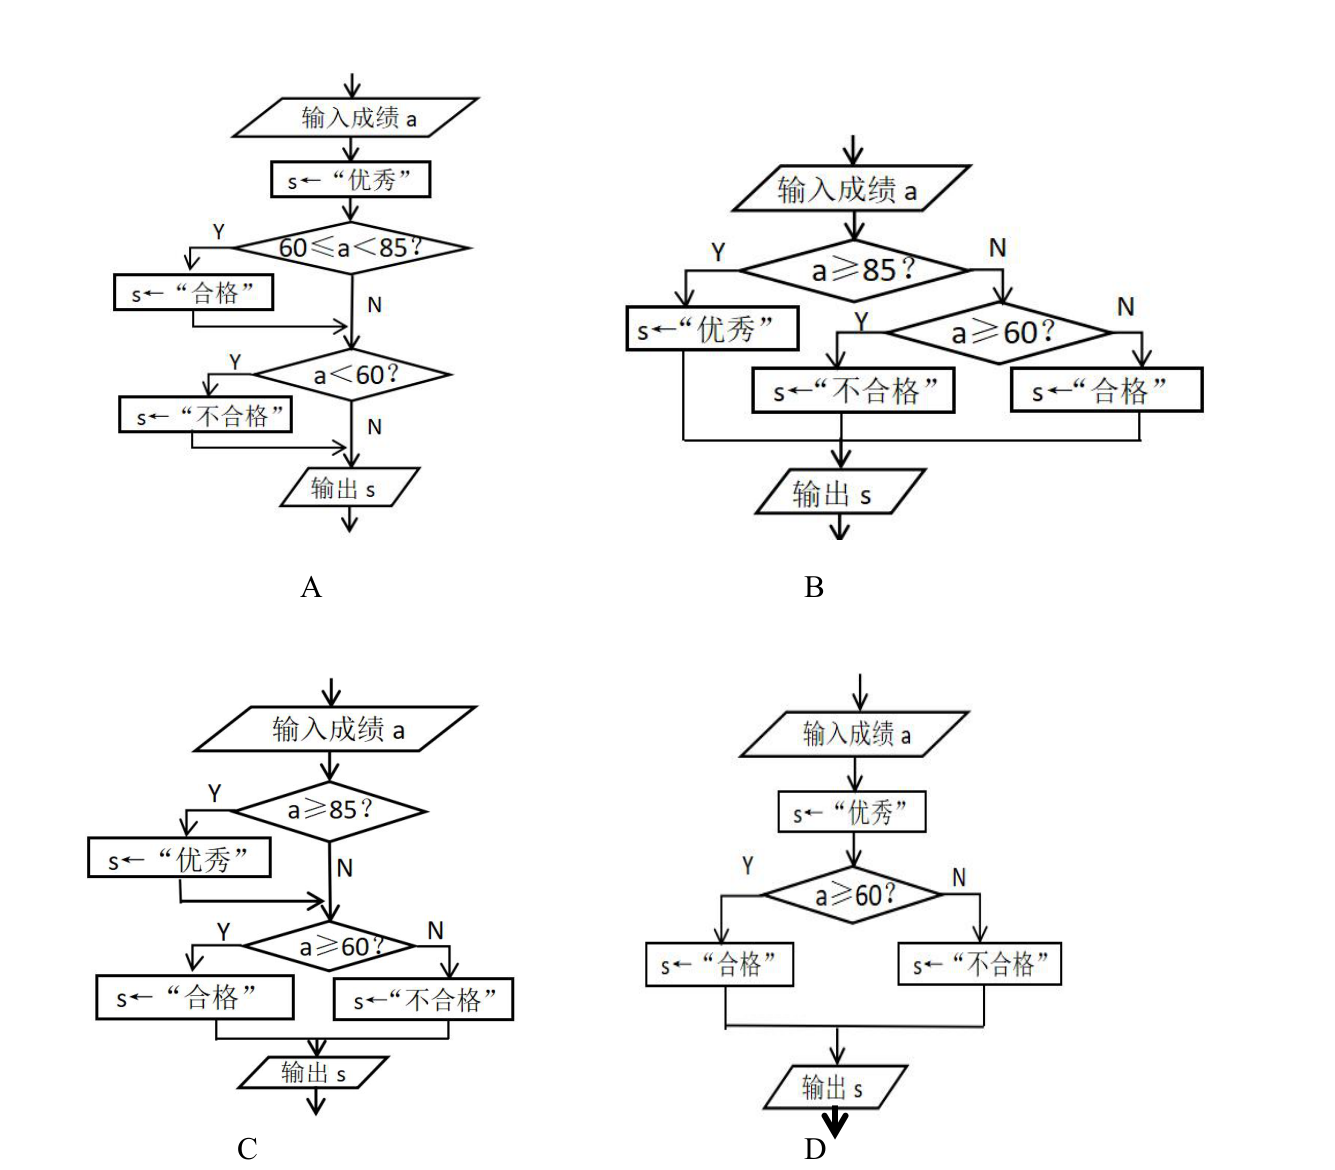 输入成绩 a
s←“优秀”
Y
60≤a<85?
s←“合格”
N
Y
a<60?
s←“不合格”
N
输出 s
A
输入成绩 a
Y
N
a≥85?
s←“优秀”
Y
N
a≥60?
s←“不合格”
s←“合格”
输出 s
B
输入成绩 a
Y
a≥85?
s←“优秀”
N
Y
N
a≥60?
s←“合格”
s←“不合格”
输出 s
C
输入成绩 a
s←“优秀”
Y
N
a≥60?
s←“合格”
s←“不合格”
输出 s
D